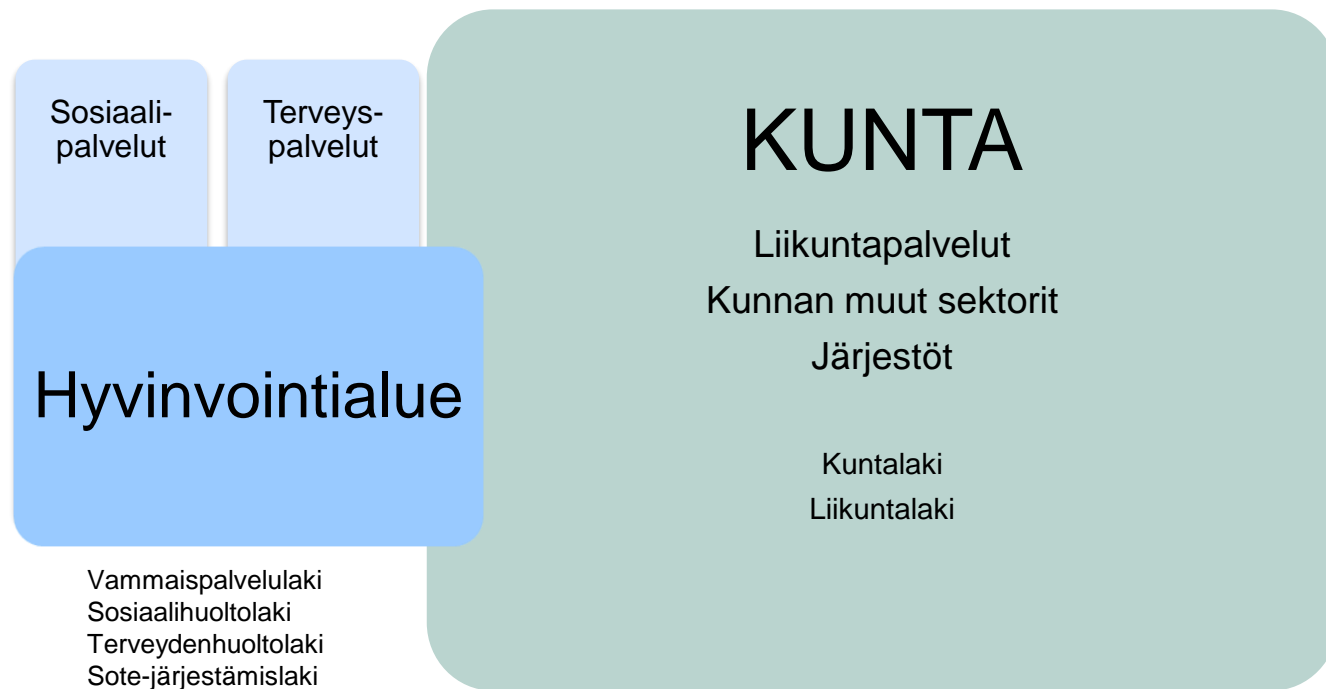 Sosiaali-
palvelut
Terveys-
palvelut
Hyvinvointialue
Vammaispalvelulaki
Sosiaalihuoltolaki
Terveydenhuoltolaki
Sote-järjestämislaki
KUNTA
Liikuntapalvelut
Kunnan muut sektorit
Järjestöt
Kuntalaki
Liikuntalaki